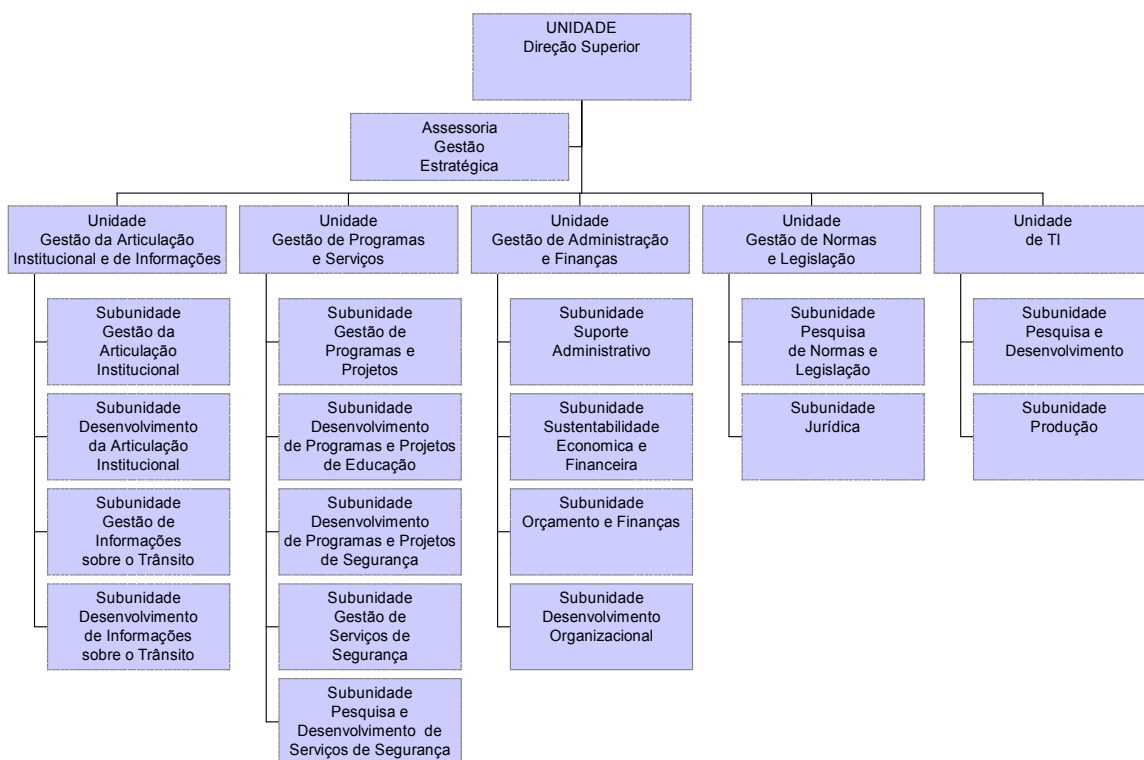 UNIDADE
Direção Superior
Assessoria
Gestão
Estratégica
Unidade
Gestão da Articulação
Institucional e de Informações
Unidade
Gestão de Programas
e Serviços
Unidade
Gestão de Administração
e Finanças
Unidade
Gestão de Normas
e Legislação
Unidade
de TI
Subunidade
Gestão da
Articulação
Institucional
Subunidade
Desenvolvimento
da Articulação
Institucional
Subunidade
Gestão de
Informações
sobre o Trânsito
Subunidade
Desenvolvimento
de Informações
sobre o Trânsito
Subunidade
Gestão de
Programas e
Projetos
Subunidade
Desenvolvimento
de Programas e Projetos
de Educação
Subunidade
Desenvolvimento
de Programas e Projetos
de Segurança
Subunidade
Gestão de
Serviços de
Segurança
Subunidade
Pesquisa e
Desenvolvimento de
Serviços de Segurança
Subunidade
Suporte
Administrativo
Subunidade
Sustentabilidade
Economica e
Financeira
Subunidade
Orçamento e Finanças
Subunidade
Desenvolvimento
Organizacional
Subunidade
Pesquisa
de Normas e
Legislação
Subunidade
Jurídica
Subunidade
Pesquisa e
Desenvolvimento
Subunidade
Produção